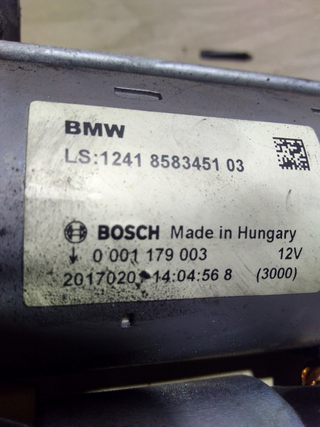 BMW
LS:1241 8583451 03
BOSCH Made in Hungary
0 001 179 003 12V
14:04:56 8 (3000)